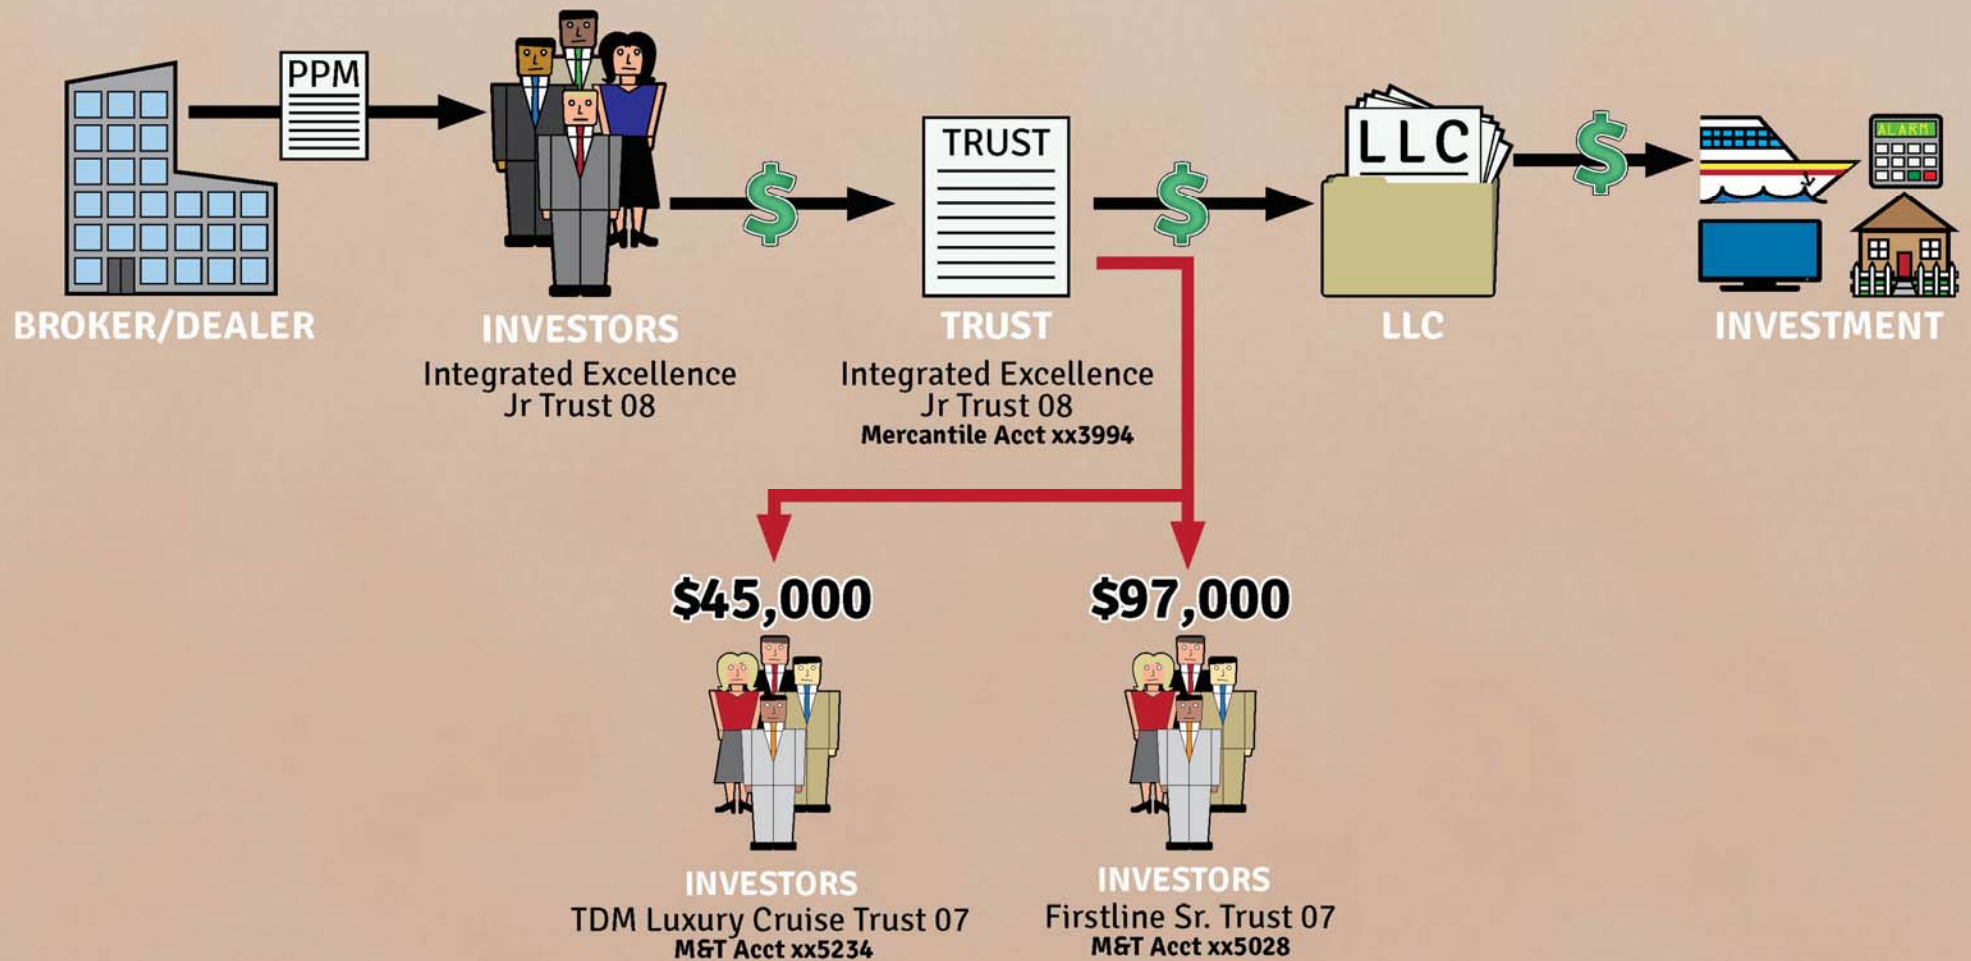 PPM
ALARM
TRUST
LLC
BROKER/DEALER
INVESTORS
Integrated Excellence
Jr Trust 08
TRUST
Integrated Excellence
Jr Trust 08
Mercantile Acct xx3994
LLC
INVESTMENT
$
$
$
$45,000
INVESTORS
TDM Luxury Cruise Trust 07
M&T Acct xx5234
$97,000
INVESTORS
Firstline Sr. Trust 07
M&T Acct xx5028